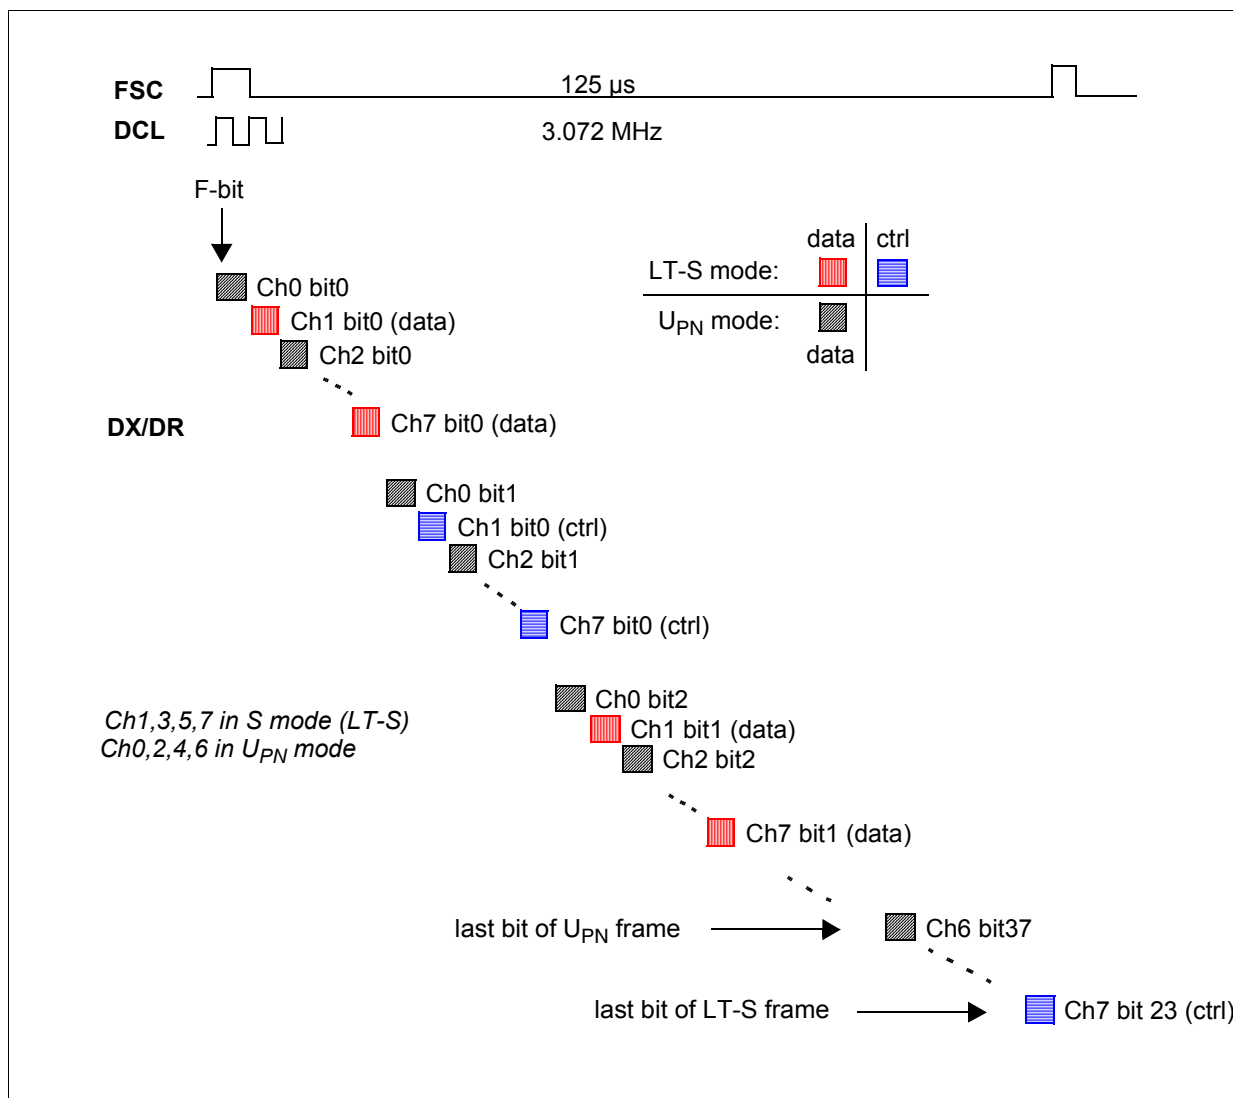 FSC
125 µs
DCL
3.072 MHz
F-bit
data ctrl
LT-S mode:
UPN mode:
data
Ch0 bit0
Ch1 bit0 (data)
Ch2 bit0
DX/DR
Ch7 bit0 (data)
Ch0 bit1
Ch1 bit0 (ctrl)
Ch2 bit1
Ch7 bit0 (ctrl)
Ch0 bit2
Ch1,3,5,7 in S mode (LT-S)
Ch1 bit1 (data)
Ch0,2,4,6 in UPN mode
Ch2 bit2
Ch7 bit1 (data)
last bit of UPN frame
Ch6 bit37
last bit of LT-S frame
Ch7 bit 23 (ctrl)